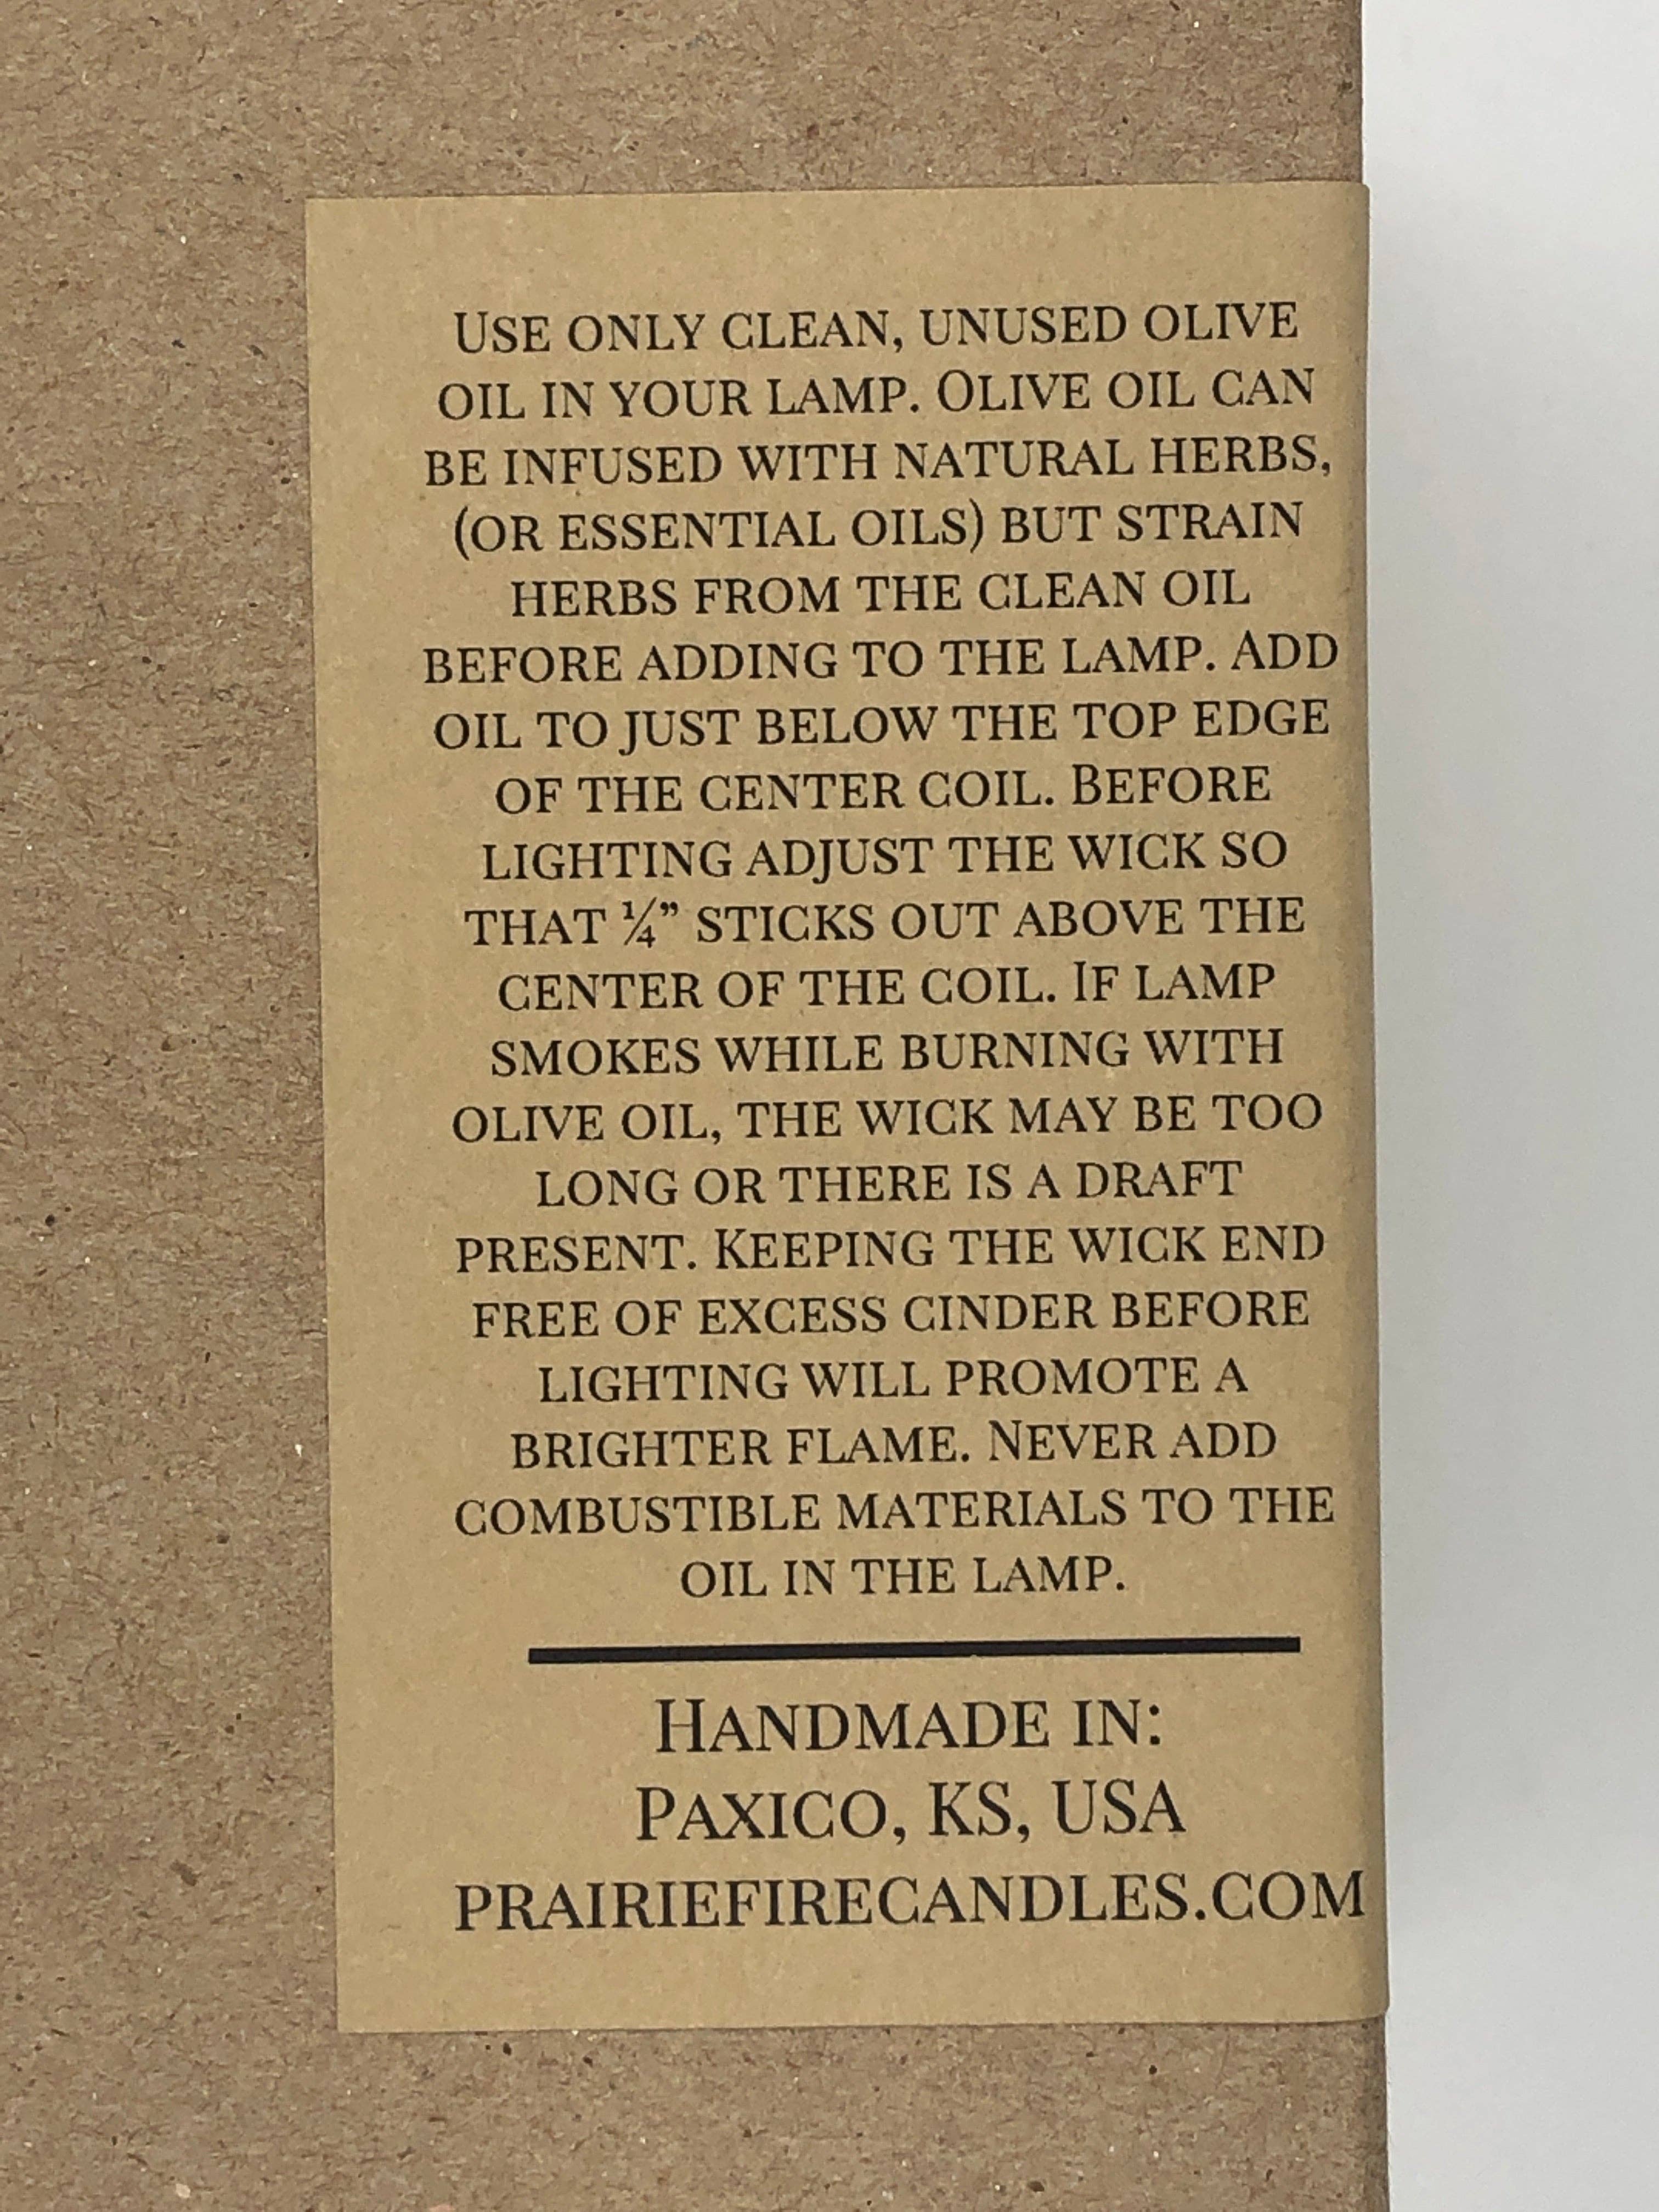 Use only clean, unused olive
oil in your lamp. Olive oil can
be infused with natural herbs,
(or essential oils) but strain
herbs from the clean oil
before adding to the lamp. Add
oil to just below the top edge
of the center coil. Before
lighting adjust the wick so
that ¼” sticks out above the
center of the coil. If lamp
smokes while burning with
olive oil, the wick may be too
long or there is a draft
present. Keeping the wick end
free of excess cinder before
lighting will promote a
brighter flame. Never add
combustible materials to the
oil in the lamp.
Handmade in:
Paxico, KS, USA
prairiefirecandles.com